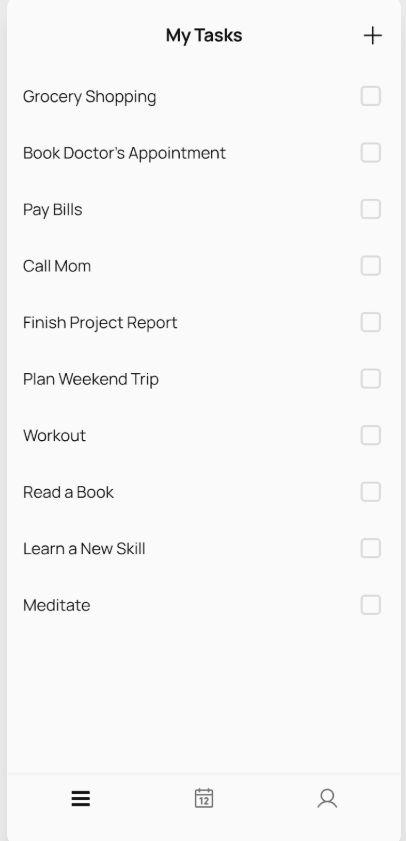 My Tasks
Grocery Shopping
Book Doctor's Appointment
Pay Bills
Call Mom
Finish Project Report
Plan Weekend Trip
Workout
Read a Book
Learn a New Skill
Meditate
12